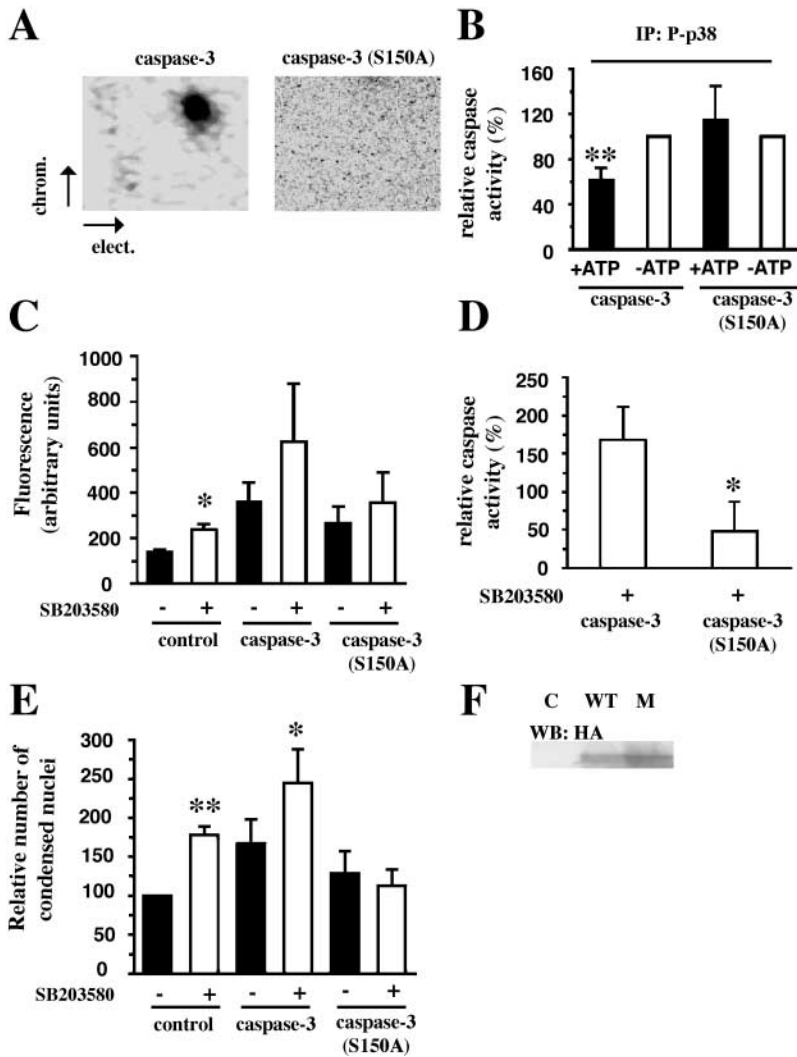 A
caspase-3
caspase-3 (S150A)
chrom.
elect.
B
IP: P-p38
relative caspase
activity (%)
160
120
80
40
0
**
+ATP -ATP +ATP -ATP
caspase-3
caspase-3
(S150A)
C
Fluorescence
(arbitrary units)
1000
800
600
400
200
0
*
SB203580 - + - + - +
control caspase-3 caspase-3
(S150A)
D
relative caspase
activity (%)
250
200
150
100
50
0
*
SB203580 + +
caspase-3 caspase-3
(S150A)
E
Relative number of
condensed nuclei
300
250
200
150
100
50
0
**
*
SB203580 - + - + - +
control caspase-3 caspase-3
(S150A)
F
C WT M
WB: HA